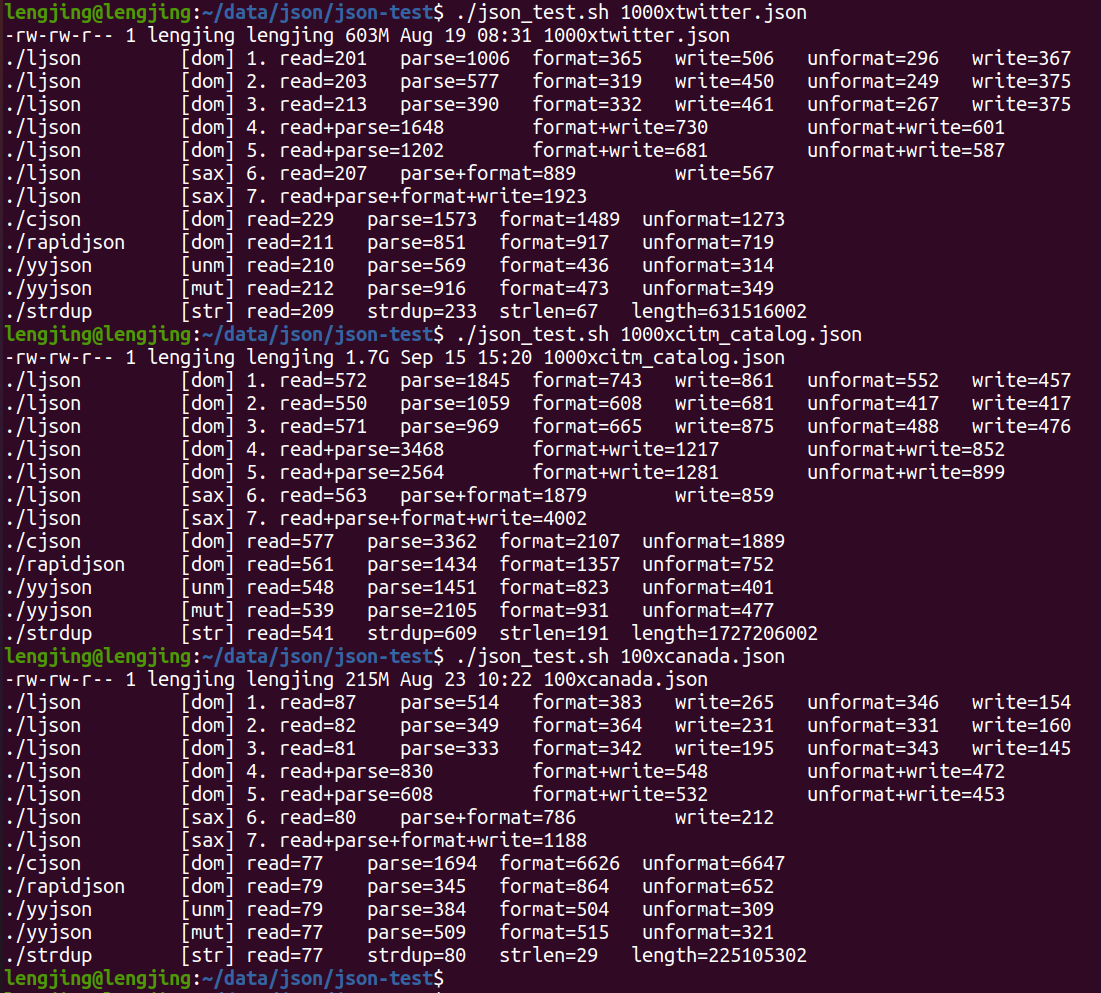 lengjing@lengjing:~/data/json/json-test$ ./json_test.sh 1000xtwitter.json
-rw-rw-r-- 1 lengjing lengjing 603M Aug 19 08:31 1000xtwitter.json
./ljson [dom] 1. read=201 parse=1006 format=365 write=506 unformat=296 write=367
./ljson [dom] 2. read=203 parse=577 format=319 write=450 unformat=249 write=375
./ljson [dom] 3. read=213 parse=390 format=332 write=461 unformat=267 write=375
./ljson [dom] 4. read+parse=1648 format+write=730 unformat+write=601
./ljson [dom] 5. read+parse=1202 format+write=681 unformat+write=587
./ljson [sax] 6. read=207 parse+format=889 write=567
./ljson [sax] 7. read+parse+format+write=1923
./cjson [dom] read=229 parse=1573 format=1489 unformat=1273
./rapidjson [dom] read=211 parse=851 format=917 unformat=719
./yyjson [unm] read=210 parse=569 format=436 unformat=314
./yyjson [mut] read=212 parse=916 format=473 unformat=349
./strdup [str] read=209 strdup=233 strlen=67 length=631516002
lengjing@lengjing:~/data/json/json-test$ ./json_test.sh 1000xcitm_catalog.json
-rw-rw-r-- 1 lengjing lengjing 1.7G Sep 15 15:20 1000xcitm_catalog.json
./ljson [dom] 1. read=572 parse=1845 format=743 write=861 unformat=552 write=457
./ljson [dom] 2. read=550 parse=1059 format=608 write=681 unformat=417 write=417
./ljson [dom] 3. read=571 parse=969 format=665 write=875 unformat=488 write=476
./ljson [dom] 4. read+parse=3468 format+write=1217 unformat+write=852
./ljson [dom] 5. read+parse=2564 format+write=1281 unformat+write=899
./ljson [sax] 6. read=563 parse+format=1879 write=859
./ljson [sax] 7. read+parse+format+write=4002
./cjson [dom] read=577 parse=3362 format=2107 unformat=1889
./rapidjson [dom] read=561 parse=1434 format=1357 unformat=752
./yyjson [unm] read=548 parse=1451 format=823 unformat=401
./yyjson [mut] read=539 parse=2105 format=931 unformat=477
./strdup [str] read=541 strdup=609 strlen=191 length=1727206002
lengjing@lengjing:~/data/json/json-test$ ./json_test.sh 100xcanada.json
-rw-rw-r-- 1 lengjing lengjing 215M Aug 23 10:22 100xcanada.json
./ljson [dom] 1. read=87 parse=514 format=383 write=265 unformat=346 write=154
./ljson [dom] 2. read=82 parse=349 format=364 write=231 unformat=331 write=160
./ljson [dom] 3. read=81 parse=333 format=342 write=195 unformat=343 write=145
./ljson [dom] 4. read+parse=830 format+write=548 unformat+write=472
./ljson [dom] 5. read+parse=608 format+write=532 unformat+write=453
./ljson [sax] 6. read=80 parse+format=786 write=212
./ljson [sax] 7. read+parse+format+write=1188
./cjson [dom] read=77 parse=1694 format=6626 unformat=6647
./rapidjson [dom] read=79 parse=345 format=864 unformat=652
./yyjson [unm] read=79 parse=384 format=504 unformat=309
./yyjson [mut] read=77 parse=509 format=515 unformat=321
./strdup [str] read=77 strdup=80 strlen=29 length=225105302
lengjing@lengjing:~/data/json/json-test$